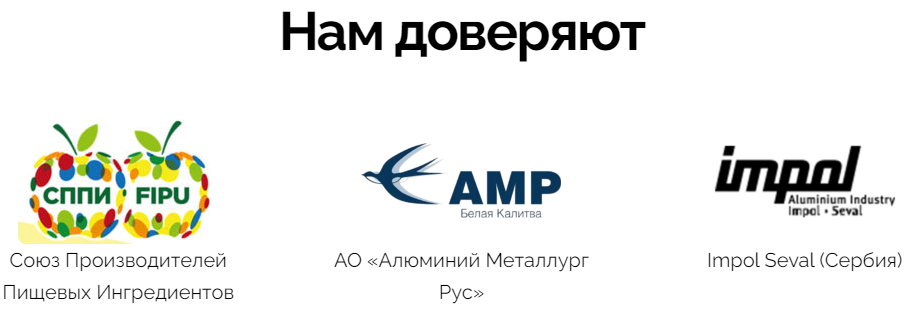 Нам доверяют
СППИ FIPU
АМР
Белая Калитва
impol
Aluminium Industry
Impol • Seval
Союз Производителей
Пищевых Ингредиентов
АО «Алюминий Металлург
Рус»
Impol Seval (Сербия)